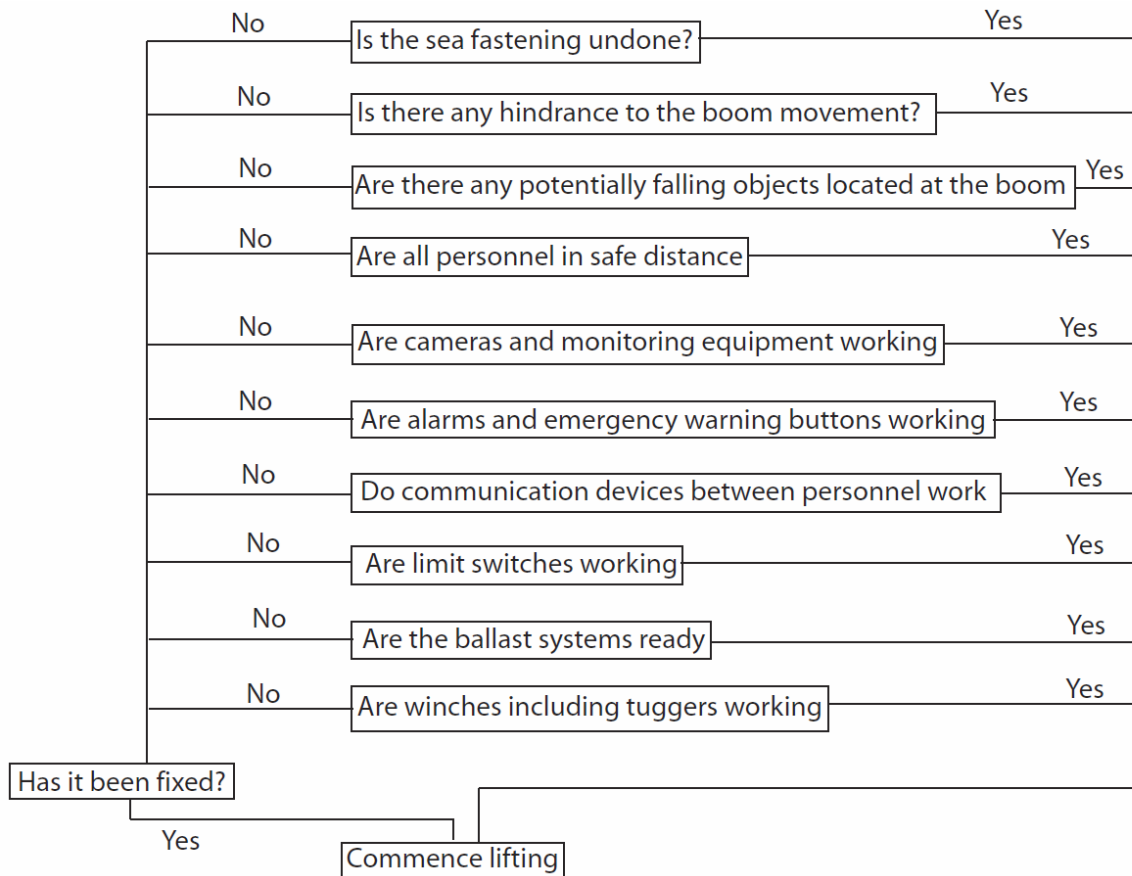 No
Is the sea fastening undone?
Yes
No
Is there any hindrance to the boom movement?
Yes
No
Are there any potentially falling objects located at the boom
Yes
No
Are all personnel in safe distance
Yes
No
Are cameras and monitoring equipment working
Yes
No
Are alarms and emergency warning buttons working
Yes
No
Do communication devices between personnel work
Yes
No
Are limit switches working
Yes
No
Are the ballast systems ready
Yes
No
Are winches including tuggers working
Yes
Has it been fixed?
Yes
Commence lifting